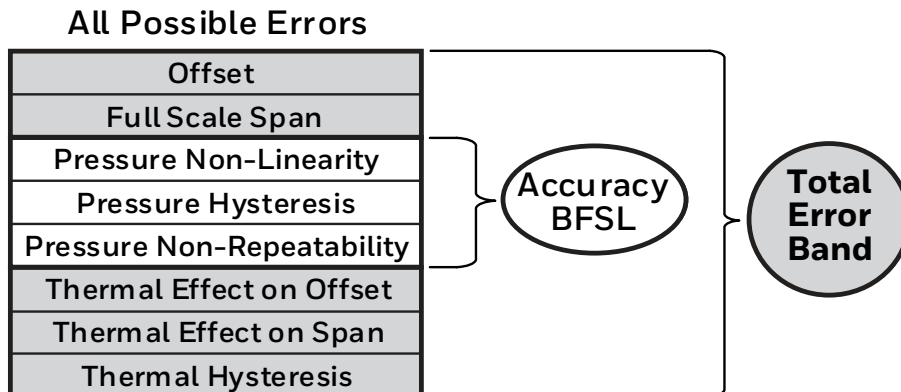 All Possible Errors
Offset
Full Scale Span
Pressure Non-Linearity
Pressure Hysteresis
Pressure Non-Repeatability
Thermal Effect on Offset
Thermal Effect on Span
Thermal Hysteresis
Accuracy
BFSL
Total
Error
Band